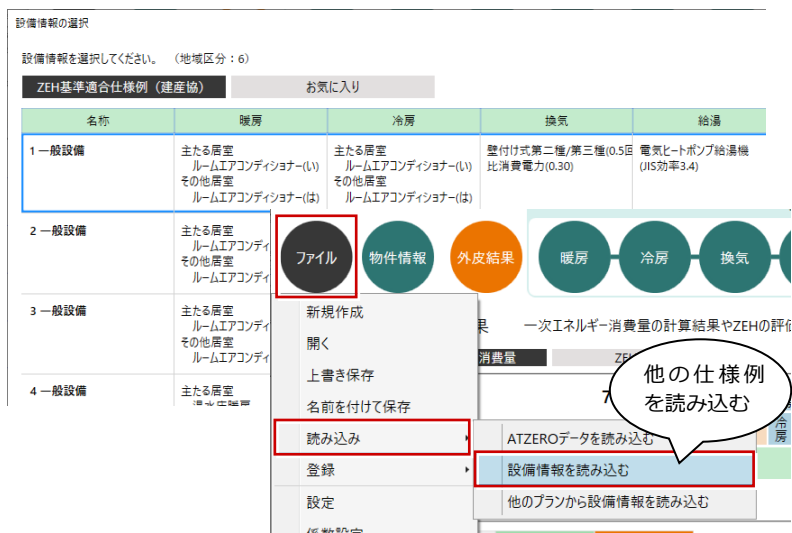 設備情報の選択
設備情報を選択してください。 （地域区分：6）
ZEH基準適合仕様例（建産協） お気に入り
名称 暖房 冷房 換気 給湯
1 一般設備
主たる居室
ルームエアコンディショナー(い)
その他居室
ルームエアコンディショナー(は)
主たる居室
ルームエアコンディショナー(い)
その他居室
ルームエアコンディショナー(は)
壁付け式第二種/第三種(0.5回
比消費電力(0.30)
電気ヒートポンプ給湯機
(JIS効率3.4)
2 一般設備
主たる居室
ルームエアコンディ
その他居室
ルームエアコンディ
3 一般設備
主たる居室
ルームエアコンディ
その他居室
ルームエアコンディ
4 一般設備
主たる居室
ファイル 物件情報 外皮結果 暖房 冷房 換気
果 一次エネルギー消費量の計算結果やZEHの評価
消費量 ZE
7
冷房
新規作成
開く
上書き保存
名前を付けて保存
読み込み
登録
設定
係数設定
ATZEROデータを読み込む
設備情報を読み込む
他のプランから設備情報を読み込む
他の仕様例
を読み込む